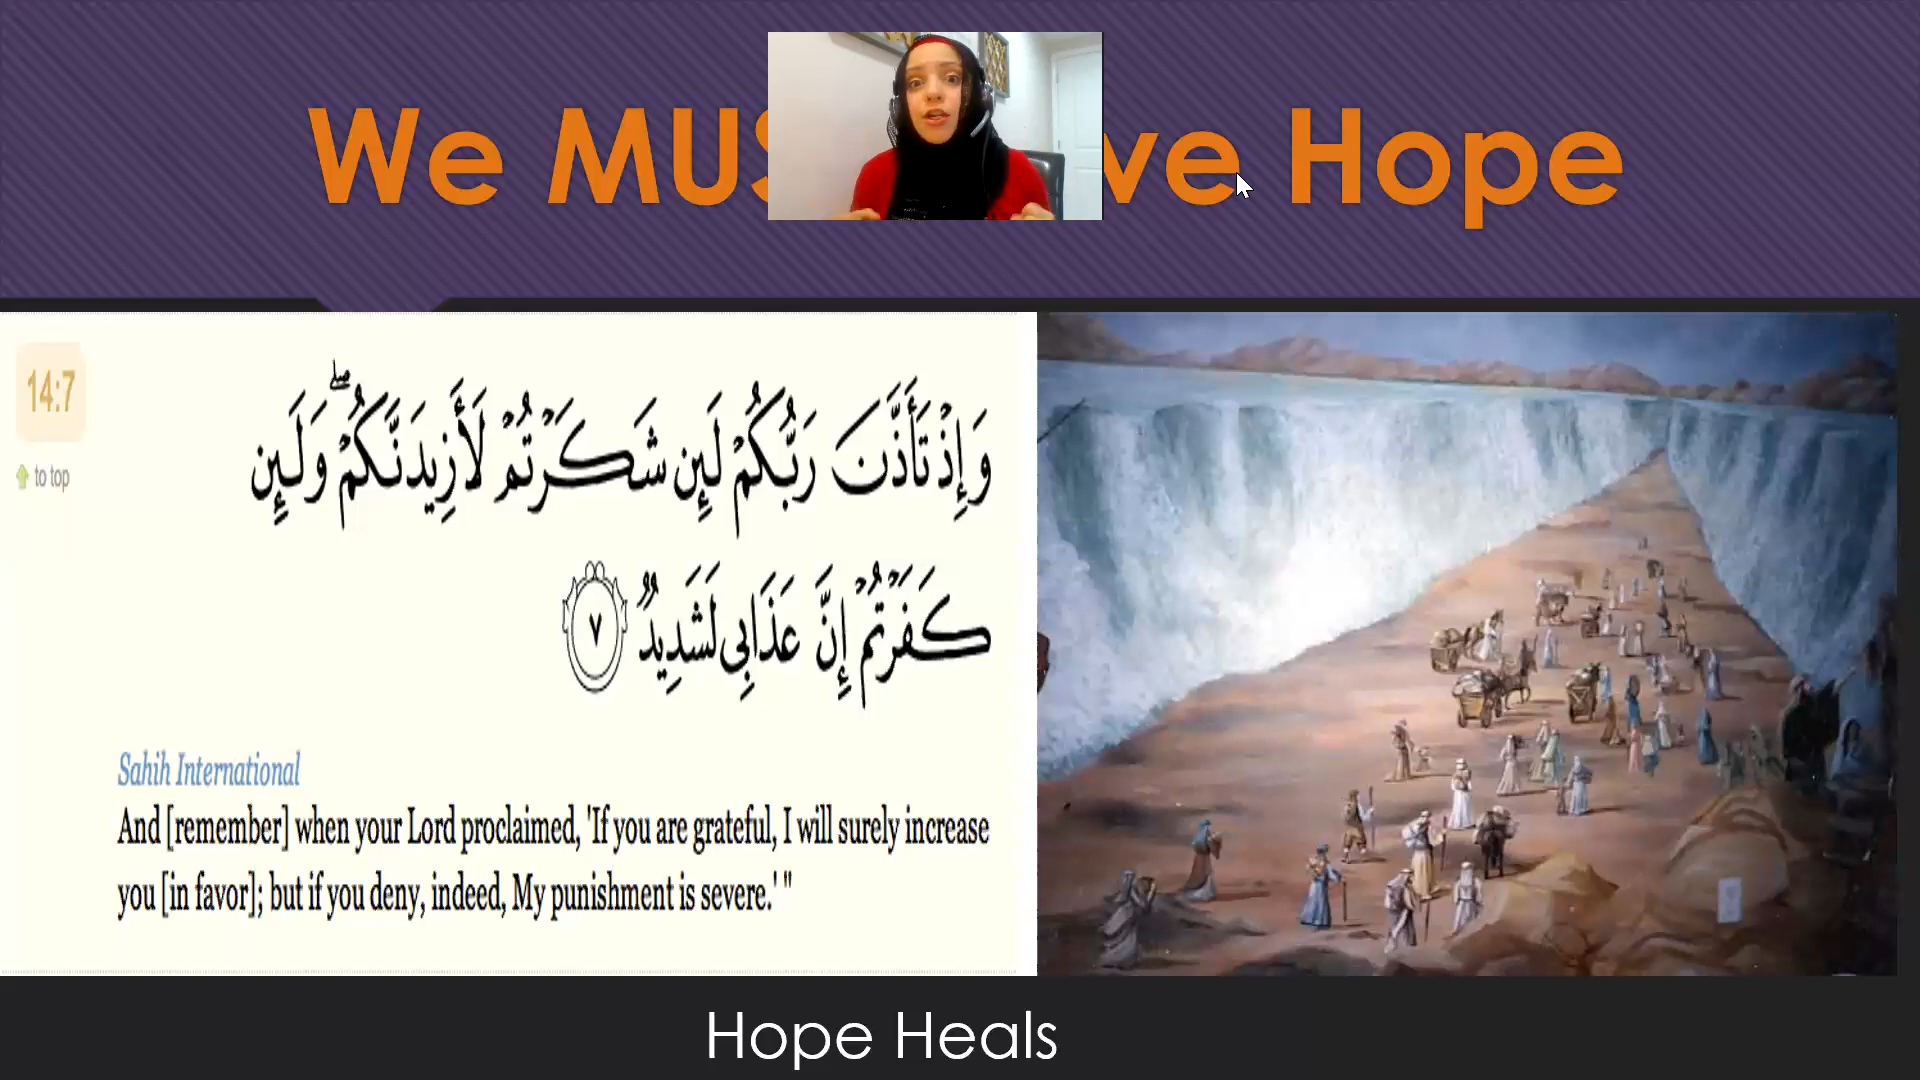 We MUS ve Hope
14:7
to top
وَإِذْ تَأَذَّنَ رَبُّكُمْ لَئِن شَكَرْتُمْ لَأَزِيدَنَّكُمْ ۖ وَلَئِن
كَفَرْتُمْ إِنَّ عَذَابِى لَشَدِيدٌ ٧
Sahih International
And [remember] when your Lord proclaimed, 'If you are grateful, I will surely increase
you [in favor]; but if you deny, indeed, My punishment is severe.' "
Hope Heals